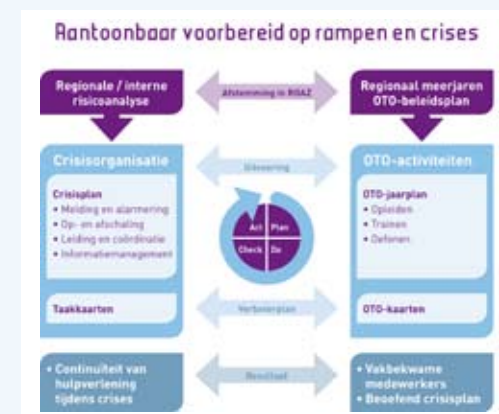 Aantoonbaar voorbereid op rampen en crises
Regionale / interne
risicoanalyse
Afstemming in ROAZ
Regionaal meerjaren
OTO-beleidsplan
Crisisorganisatie
Uitvoering
OTO-activiteiten
Crisisplan
• Melding en alarmering
• Op- en afschaling
• Leiding en coördinatie
• Informatiemanagement
OTO-jaarplan
• Opleiden
• Trainen
• Oefenen
Act Plan
Check Do
Taakkaarten
Verbeterplan
OTO-kaarten
• Continuïteit van
hulpverlening
tijdens crises
Resultaat
• Vakbekwame
medewerkers
• Beoefend crisisplan